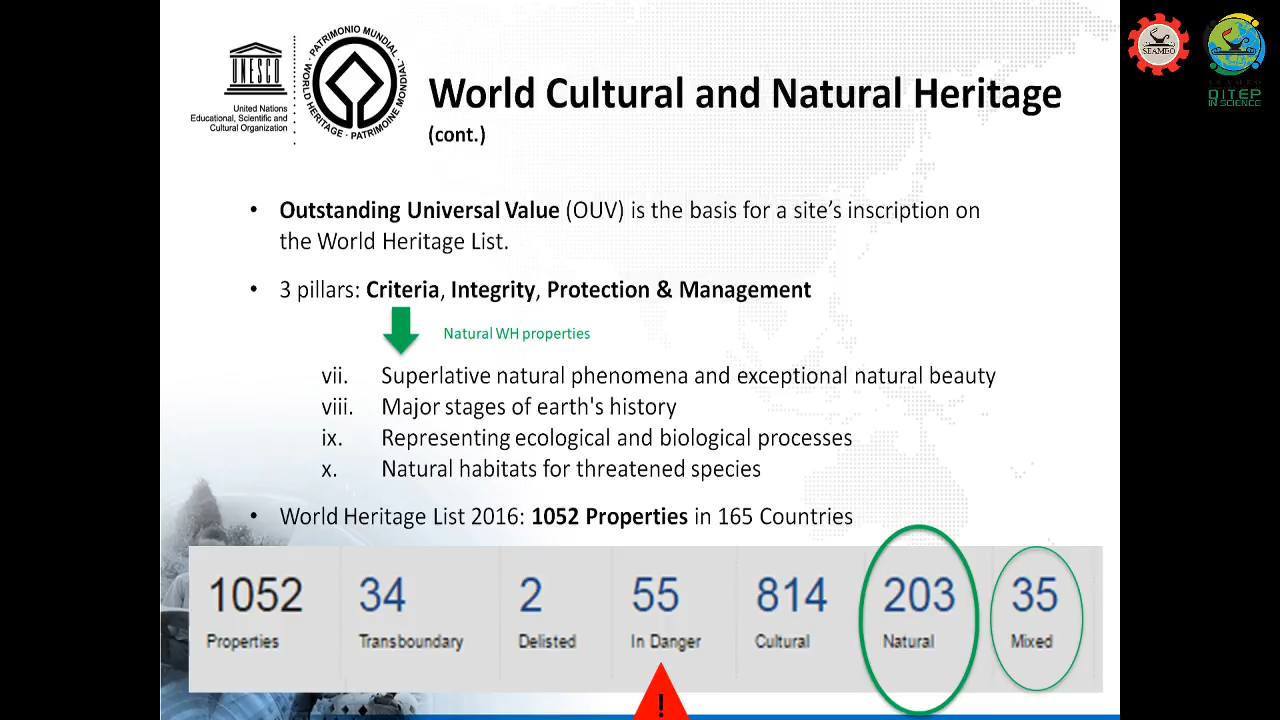 UNESCO
United Nations
Educational, Scientific and
Cultural Organization
PATRIMONIO MUNDIAL · WORLD HERITAGE · PATRIMOINE MONDIAL ·
World Cultural and Natural Heritage
(cont.)
SEAMEO
SEAMEO
QITEP
IN SCIENCE
• Outstanding Universal Value (OUV) is the basis for a site’s inscription on
the World Heritage List.
• 3 pillars: Criteria, Integrity, Protection & Management
Natural WH properties
vii. Superlative natural phenomena and exceptional natural beauty
viii. Major stages of earth's history
ix. Representing ecological and biological processes
x. Natural habitats for threatened species
• World Heritage List 2016: 1052 Properties in 165 Countries
1052 34 2 55 814 203 35
Properties Transboundary Delisted In Danger Cultural Natural Mixed
!